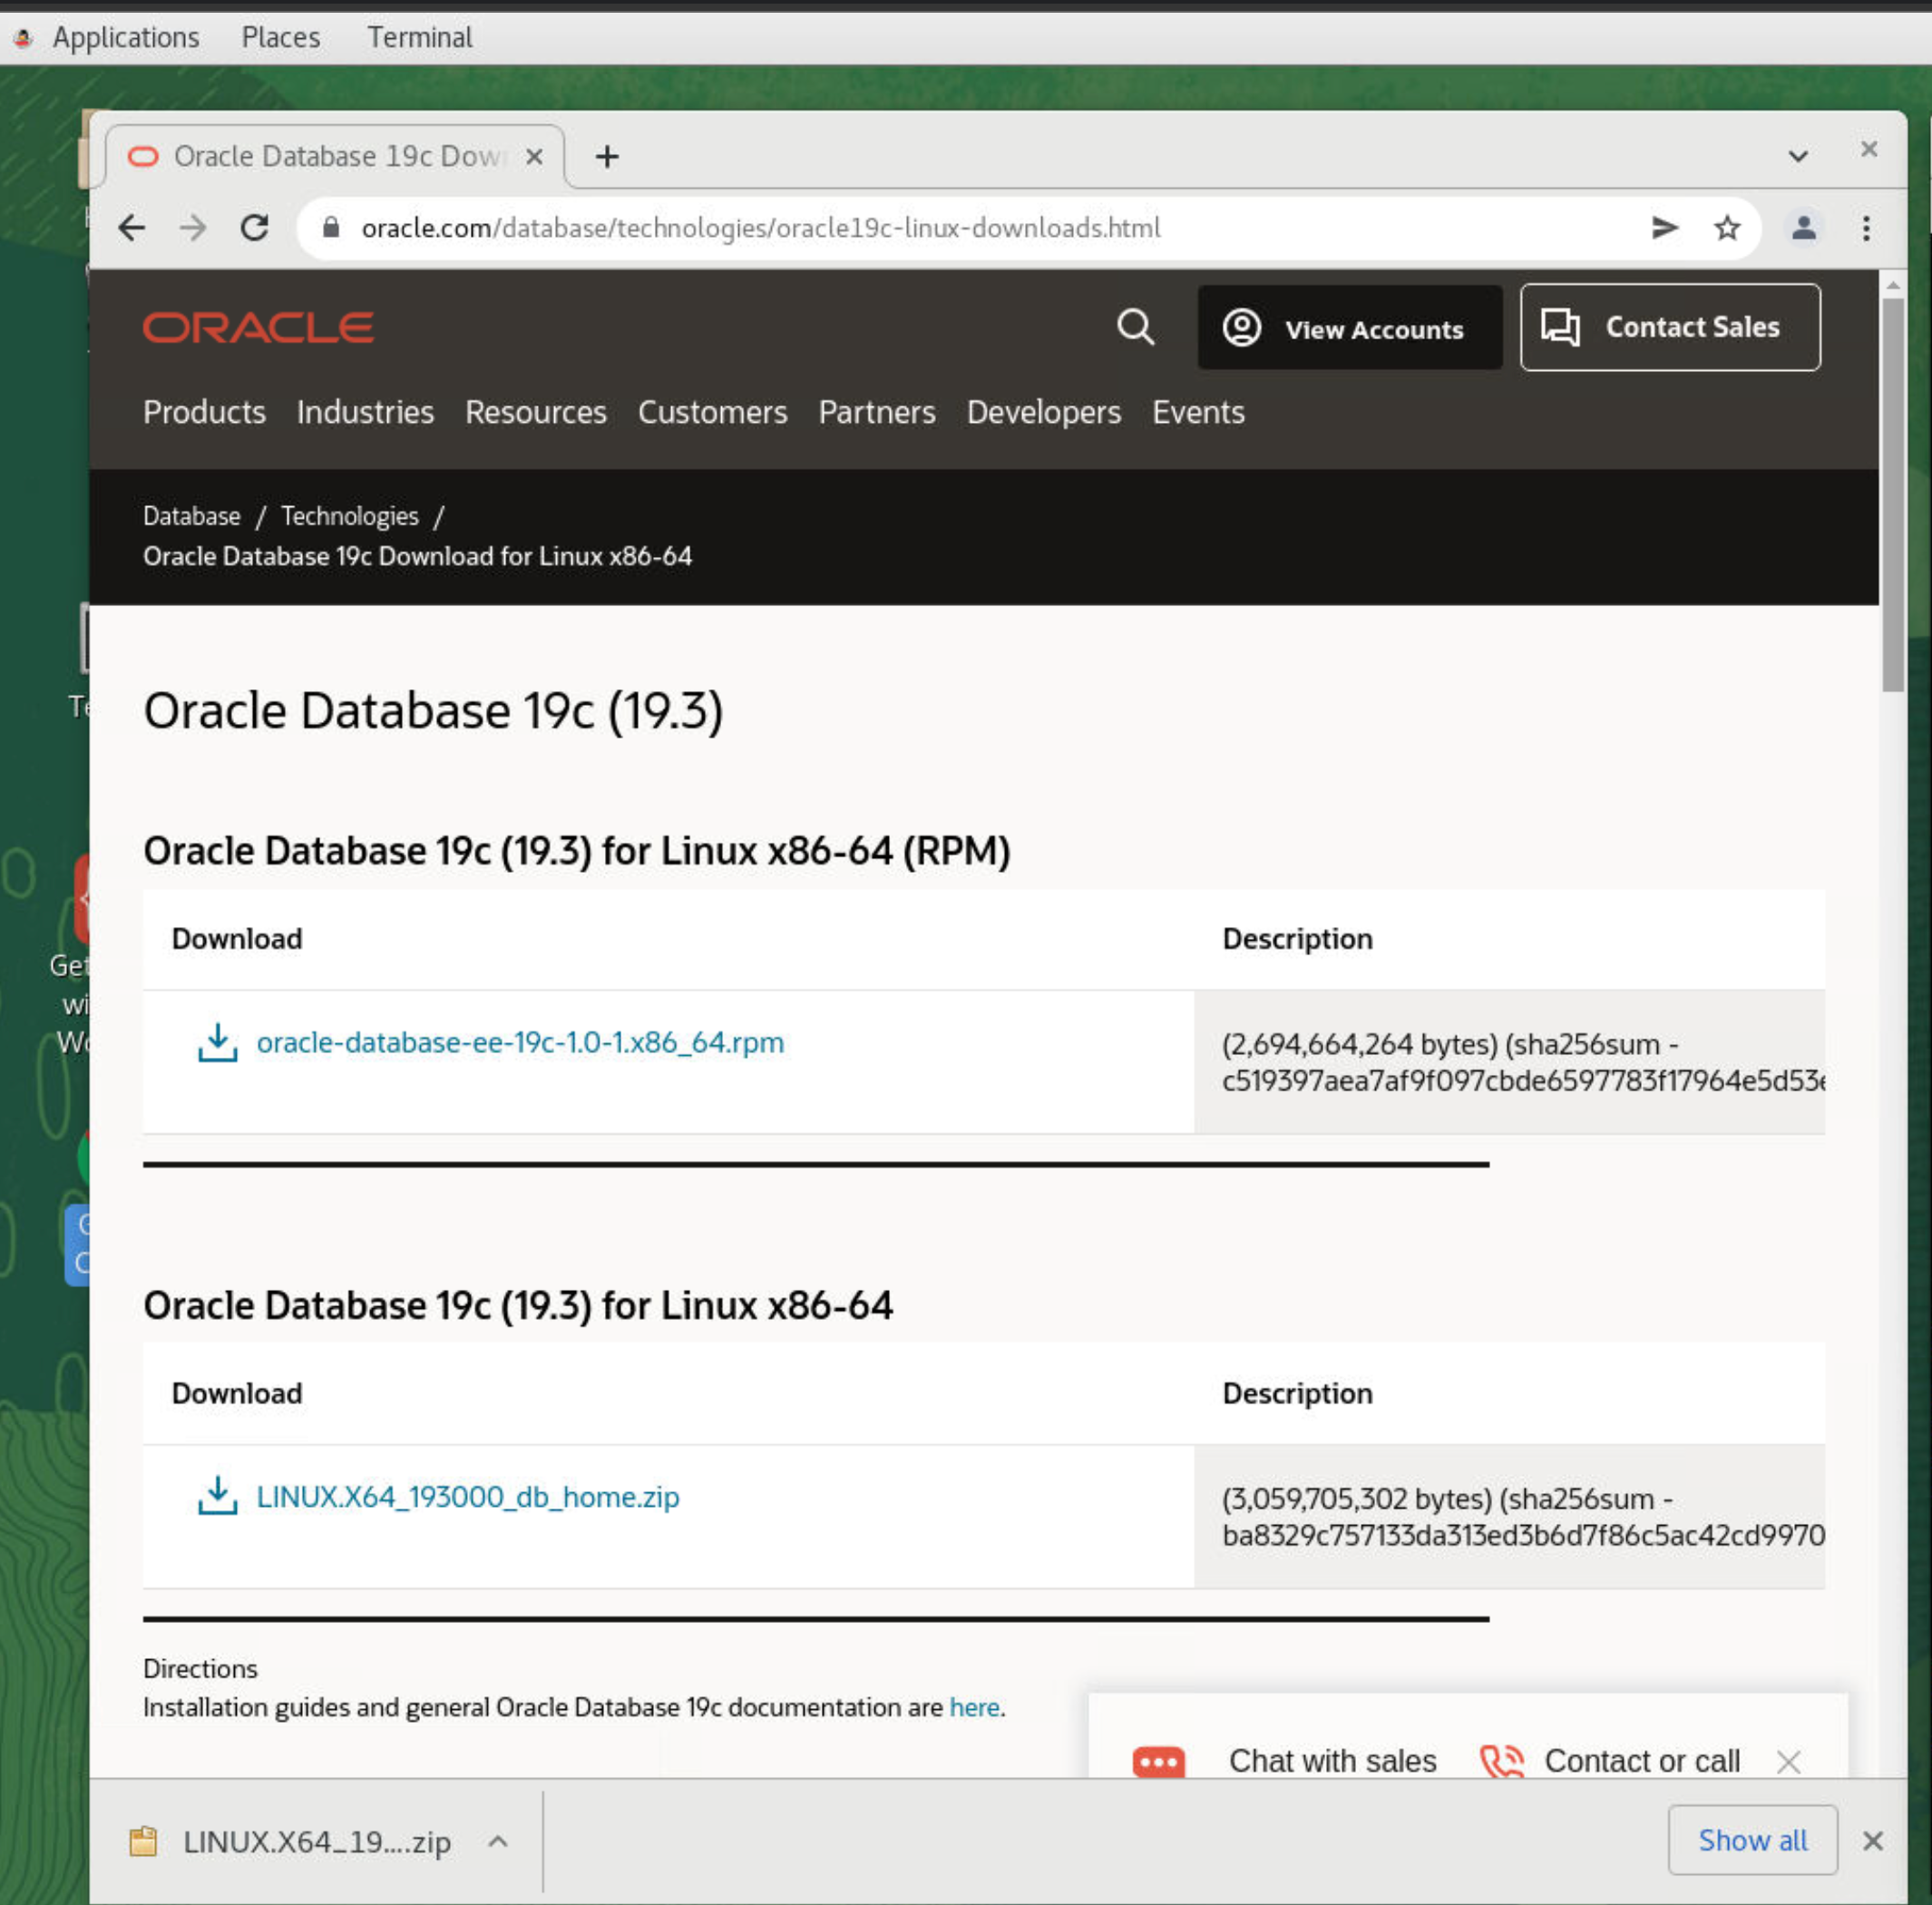 Applications Places Terminal
Oracle Database 19c Dow
oracle.com/database/technologies/oracle19c-linux-downloads.html
ORACLE
View Accounts
Contact Sales
Products Industries Resources Customers Partners Developers Events
Database / Technologies /
Oracle Database 19c Download for Linux x86-64
Oracle Database 19c (19.3)
Oracle Database 19c (19.3) for Linux x86-64 (RPM)
Download Description
oracle-database-ee-19c-1.0-1.x86_64.rpm (2,694,664,264 bytes) (sha256sum -
c519397aea7af9f097cbde6597783f17964e5d53
Oracle Database 19c (19.3) for Linux x86-64
Download Description
LINUX.X64_193000_db_home.zip (3,059,705,302 bytes) (sha256sum -
ba8329c757133da313ed3b6d7f86c5ac42cd9970
Directions
Installation guides and general Oracle Database 19c documentation are here.
Chat with sales Contact or call
LINUX.X64_19....zip
Show all
Te
Get
wi
Wo